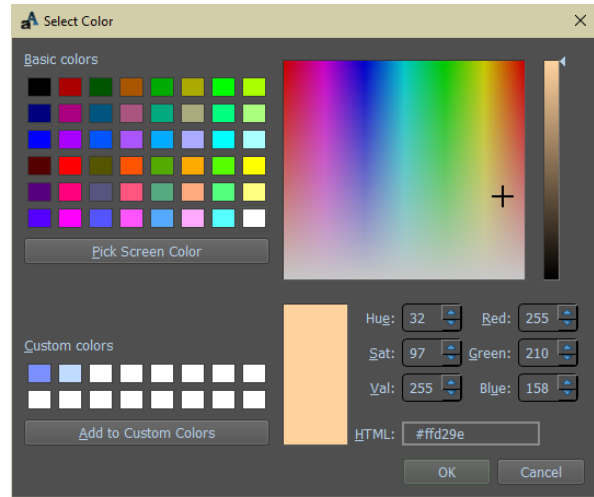 Select Color
Basic colors
Pick Screen Color
Custom colors
Add to Custom Colors
Hue: 32 Red: 255
Sat: 97 Green: 210
Val: 255 Blue: 158
HTML: #ffd29e
OK Cancel